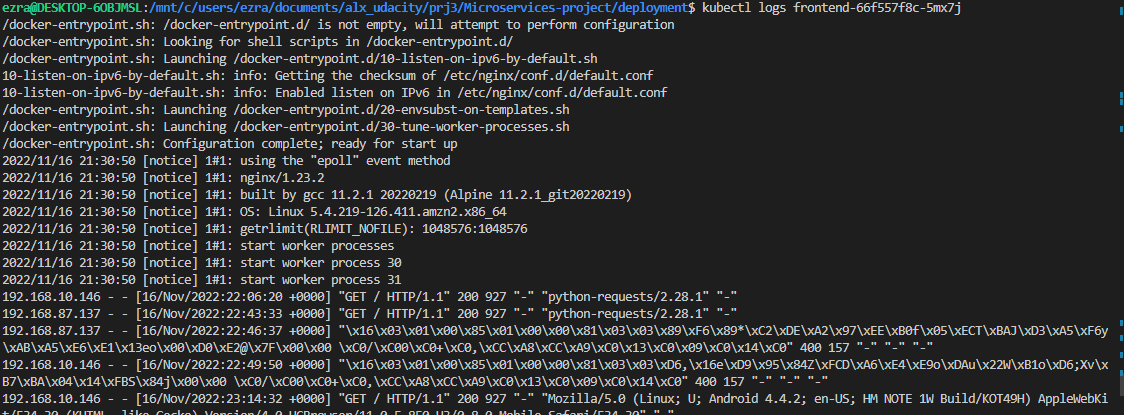 ezra@DESKTOP-6OBJMSL:/mnt/c/users/ezra/documents/alx_udacity/prj3/Microservices-project/deployment$ kubectl logs frontend-66f557f8c-5mx7j
/docker-entrypoint.sh: /docker-entrypoint.d/ is not empty, will attempt to perform configuration
/docker-entrypoint.sh: Looking for shell scripts in /docker-entrypoint.d/
/docker-entrypoint.sh: Launching /docker-entrypoint.d/10-listen-on-ipv6-by-default.sh
10-listen-on-ipv6-by-default.sh: info: Getting the checksum of /etc/nginx/conf.d/default.conf
10-listen-on-ipv6-by-default.sh: info: Enabled listen on IPv6 in /etc/nginx/conf.d/default.conf
/docker-entrypoint.sh: Launching /docker-entrypoint.d/20-envsubst-on-templates.sh
/docker-entrypoint.sh: Launching /docker-entrypoint.d/30-tune-worker-processes.sh
/docker-entrypoint.sh: Configuration complete; ready for start up
2022/11/16 21:30:50 [notice] 1#1: using the "epoll" event method
2022/11/16 21:30:50 [notice] 1#1: nginx/1.23.2
2022/11/16 21:30:50 [notice] 1#1: built by gcc 11.2.1 20220219 (Alpine 11.2.1_git20220219)
2022/11/16 21:30:50 [notice] 1#1: OS: Linux 5.4.219-126.411.amzn2.x86_64
2022/11/16 21:30:50 [notice] 1#1: getrlimit(RLIMIT_NOFILE): 1048576:1048576
2022/11/16 21:30:50 [notice] 1#1: start worker processes
2022/11/16 21:30:50 [notice] 1#1: start worker process 30
2022/11/16 21:30:50 [notice] 1#1: start worker process 31
192.168.10.146 - - [16/Nov/2022:22:06:20 +0000] "GET / HTTP/1.1" 200 927 "-" "python-requests/2.28.1" "-"
192.168.87.137 - - [16/Nov/2022:22:43:33 +0000] "GET / HTTP/1.1" 200 927 "-" "python-requests/2.28.1" "-"
192.168.87.137 - - [16/Nov/2022:22:46:37 +0000] "\x16\x03\x01\x00\x85\x01\x00\x00\x81\x03\x03\x89\xF6\x89*\xC2\xDE\xA2\x97\xEE\xB0f\x05\xECT\xBAJ\xD3\xA5\xF6y
\xAB\xA5\xE6\xE1\x13eo\x00\xD0\xE2@\x7F\x00\x00 \xC0/\xC00\xC0+\xC0,\xCC\xA8\xCC\xA9\xC0\x13\xC0\x09\xC0\x14\xC0" 400 157 "-" "-" "-"
192.168.10.146 - - [16/Nov/2022:22:49:50 +0000] "\x16\x03\x01\x00\x85\x01\x00\x00\x81\x03\x03\xD6,\x16e\xD9\x95\x84Z\xFCD\xA6\xE4\xE9o\xDAu\x22W\xB1o\xD6;Xv\x
B7\xBA\x04\x14\xFBS\x84j\x00\x00 \xC0/\xC00\xC0+\xC0,\xCC\xA8\xCC\xA9\xC0\x13\xC0\x09\xC0\x14\xC0" 400 157 "-" "-" "-"
192.168.10.146 - - [16/Nov/2022:23:14:32 +0000] "GET / HTTP/1.1" 200 927 "-" "Mozilla/5.0 (Linux; U; Android 4.4.2; en-US; HM NOTE 1W Build/KOT49H) AppleWebKi
t/534.30 (KHTML, like Gecko) Version/4.0 UCBrowser/11.0.5.850 U3/0.8.0 Mobile Safari/534.30" "-"